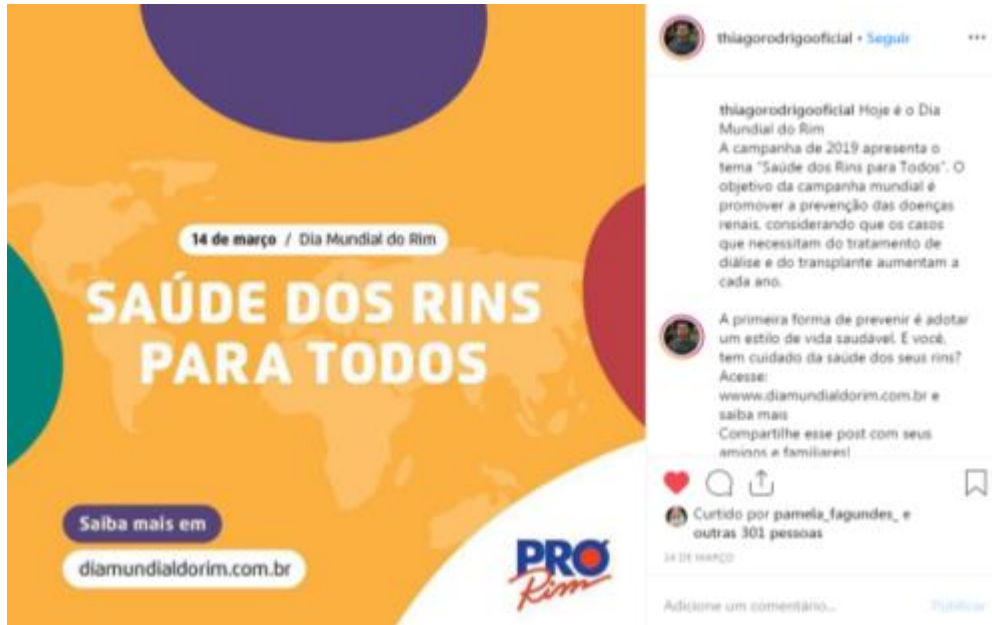 14 de março / Dia Mundial do Rim
SAÚDE DOS RINS
PARA TODOS
Saiba mais em
diamundialdorim.com.br
PRÓ
Rim
thiagorodrigooficial • Seguir
thiagorodrigooficial Hoje é o Dia
Mundial do Rim
A campanha de 2019 apresenta o
tema "Saúde dos Rins para Todos". O
objetivo da campanha mundial é
promover a prevenção das doenças
renais, considerando que os casos
que necessitam do tratamento de
diálise e do transplante aumentam a
cada ano.
A primeira forma de prevenir é adotar
um estilo de vida saudável. E você,
tem cuidado da saúde dos seus rins?
Acesse:
wwww.diamundialdorim.com.br e
saiba mais
Compartilhe esse post com seus
amigos e familiares!
Curtido por pamela_fagundes_ e
outras 301 pessoas
14 DE MARÇO
Adicione um comentário... Publicar